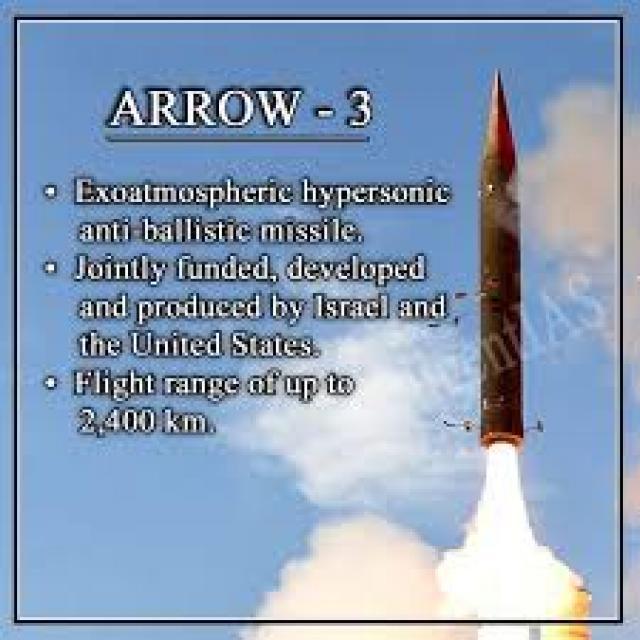 ARROW - 3
• Exoatmospheric hypersonic
anti-ballistic missile.
• Jointly funded, developed
and produced by Israel and
the United States.
• Flight range of up to
2,400 km.